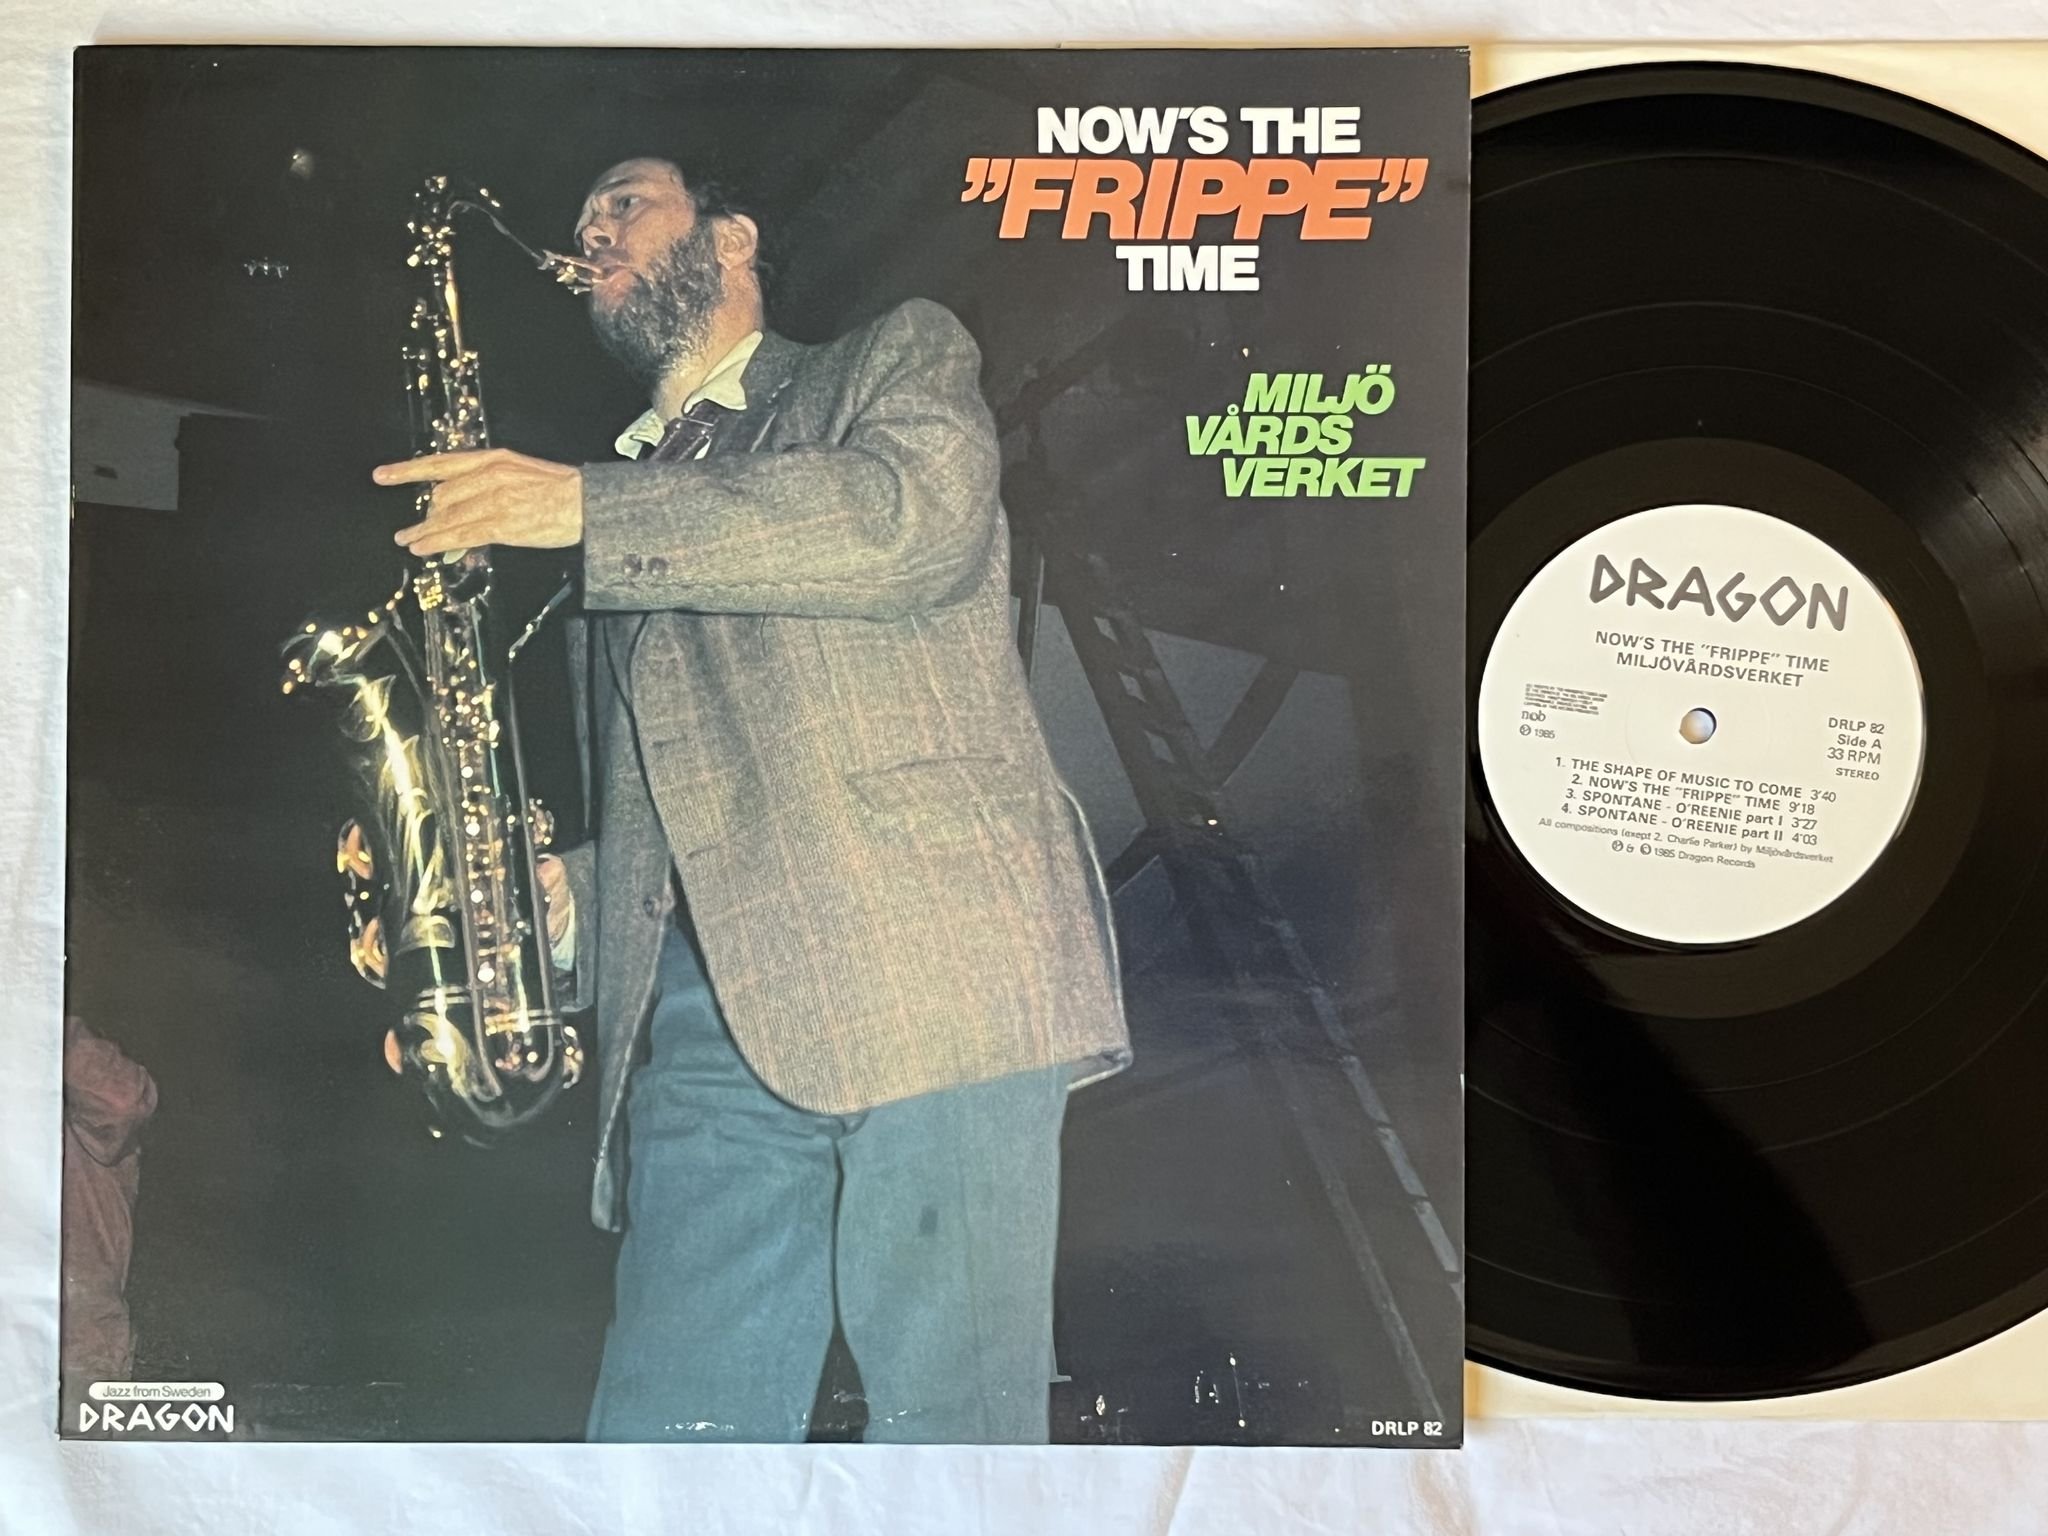 NOW'S THE
"FRIPPE"
TIME
MILJÖ
VÅRDS
VERKET
Jazz from Sweden
DRAGON
DRLP 82
DRAGON
NOW'S THE "FRIPPE" TIME
MILJÖVÅRDSVERKET
nCb
Ⓟ 1985
DRLP 82
Side A
33 RPM
STEREO
1. THE SHAPE OF MUSIC TO COME 3'40
2. NOW'S THE "FRIPPE" TIME 9'18
3. SPONTANE - O'REENIE part I 3'27
4. SPONTANE - O'REENIE part II 4'03
All compositions (exept 2. Charlie Parker) by Miljövårdsverket
Ⓟ & © 1985 Dragon Records